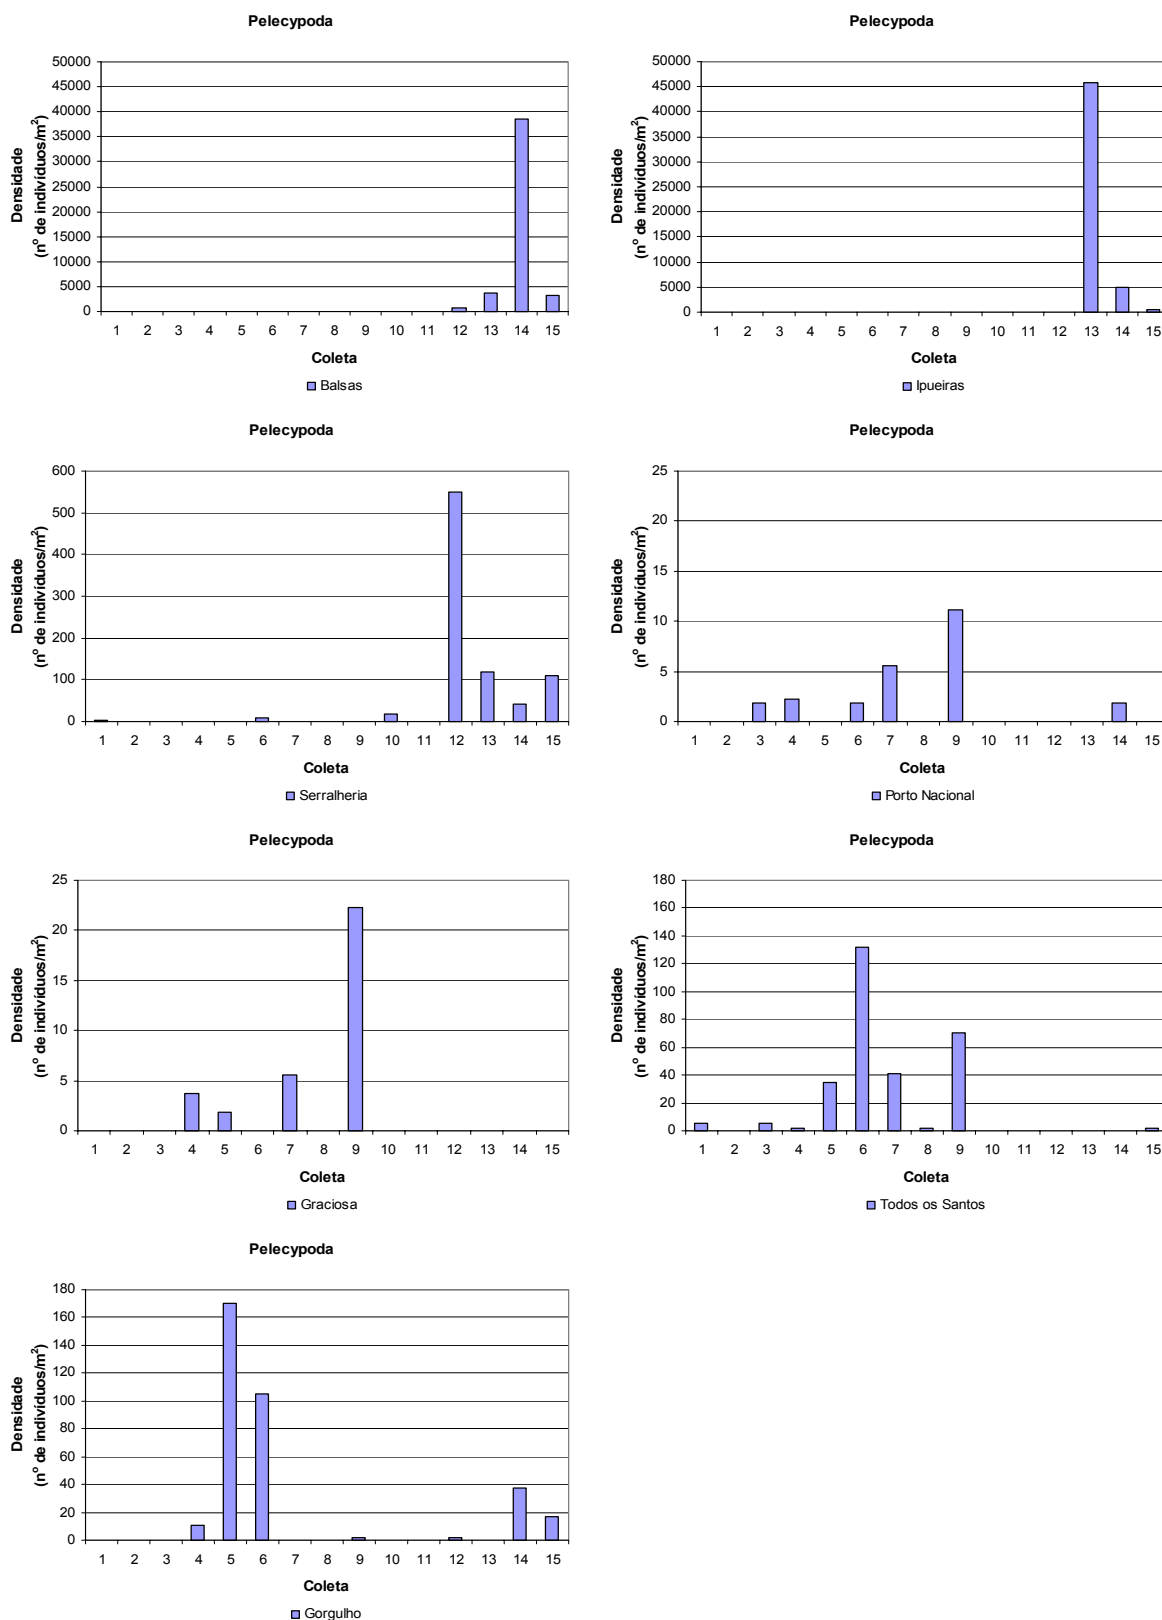 Pelecypoda
Densidade
(nº de indivíduos/m²)
50000
45000
40000
35000
30000
25000
20000
15000
10000
5000
0
1 2 3 4 5 6 7 8 9 10 11 12 13 14 15
Coleta
Balsas
Pelecypoda
Densidade
(nº de indivíduos/m²)
50000
45000
40000
35000
30000
25000
20000
15000
10000
5000
0
1 2 3 4 5 6 7 8 9 10 11 12 13 14 15
Coleta
Ipueiras
Pelecypoda
Densidade
(nº de indivíduos/m²)
600
500
400
300
200
100
0
1 2 3 4 5 6 7 8 9 10 11 12 13 14 15
Coleta
Serralheria
Pelecypoda
Densidade
(nº de indivíduos/m²)
25
20
15
10
5
0
1 2 3 4 5 6 7 8 9 10 11 12 13 14 15
Coleta
Porto Nacional
Pelecypoda
Densidade
(nº de indivíduos/m²)
25
20
15
10
5
0
1 2 3 4 5 6 7 8 9 10 11 12 13 14 15
Coleta
Graciosa
Pelecypoda
Densidade
(nº de indivíduos/m²)
180
160
140
120
100
80
60
40
20
0
1 2 3 4 5 6 7 8 9 10 11 12 13 14 15
Coleta
Todos os Santos
Pelecypoda
Densidade
(nº de indivíduos/m²)
180
160
140
120
100
80
60
40
20
0
1 2 3 4 5 6 7 8 9 10 11 12 13 14 15
Coleta
Gorgulho